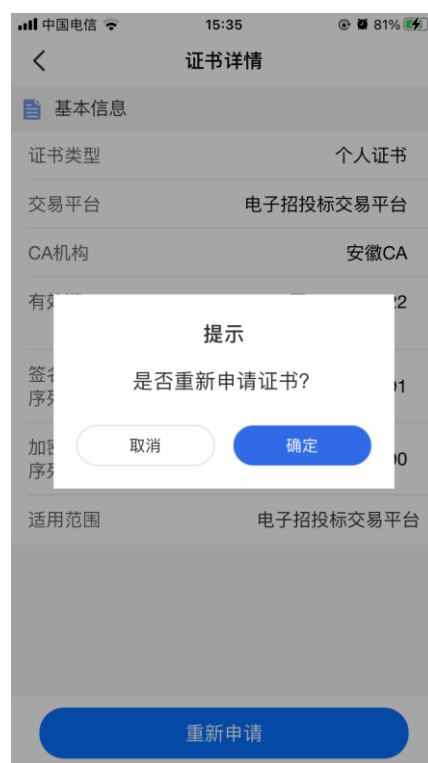 中国电信 15:35 81%
证书详情
基本信息
证书类型 个人证书
交易平台 电子招投标交易平台
CA机构 安徽CA
提示
是否重新申请证书?
取消 确定
适用范围 电子招投标交易平台
重新申请